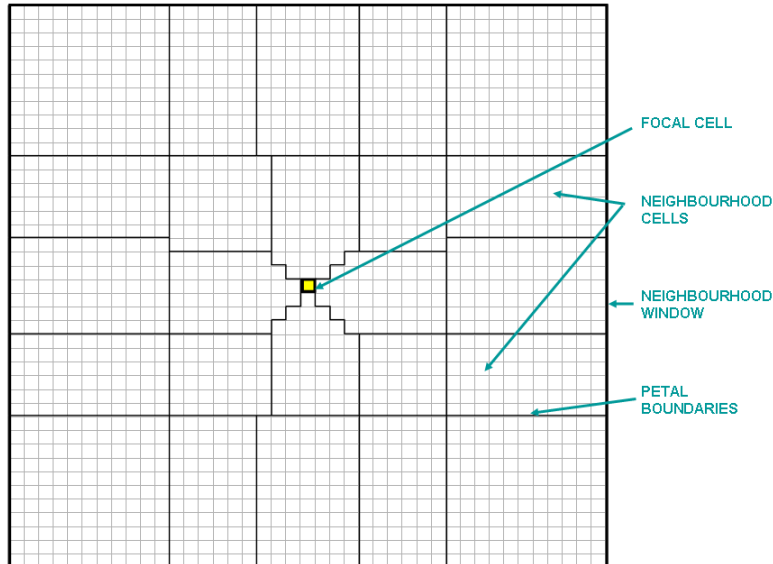 FOCAL CELL
NEIGHBOURHOOD
CELLS
NEIGHBOURHOOD
WINDOW
PETAL
BOUNDARIES